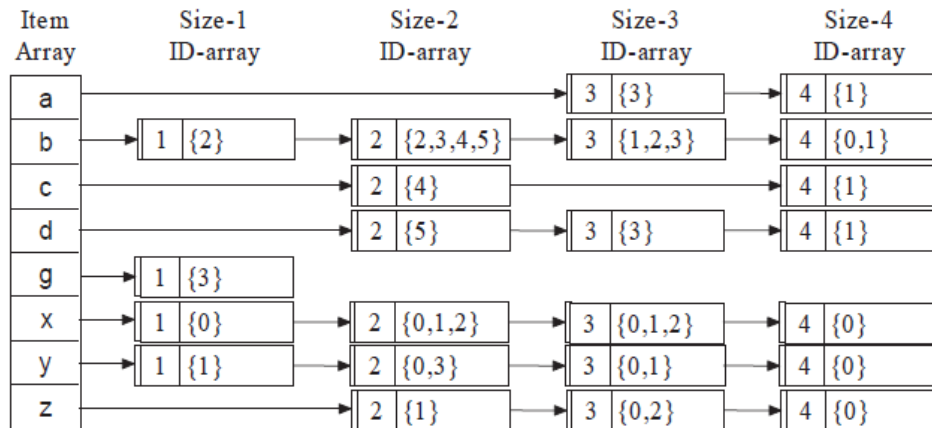 Item Size-1 Size-2 Size-3 Size-4
Array ID-array ID-array ID-array ID-array
a 3 {3} 4 {1}
b 1 {2} 2 {2,3,4,5} 3 {1,2,3} 4 {0,1}
c 2 {4} 4 {1}
d 2 {5} 3 {3} 4 {1}
g 1 {3}
x 1 {0} 2 {0,1,2} 3 {0,1,2} 4 {0}
y 1 {1} 2 {0,3} 3 {0,1} 4 {0}
z 2 {1} 3 {0,2} 4 {0}